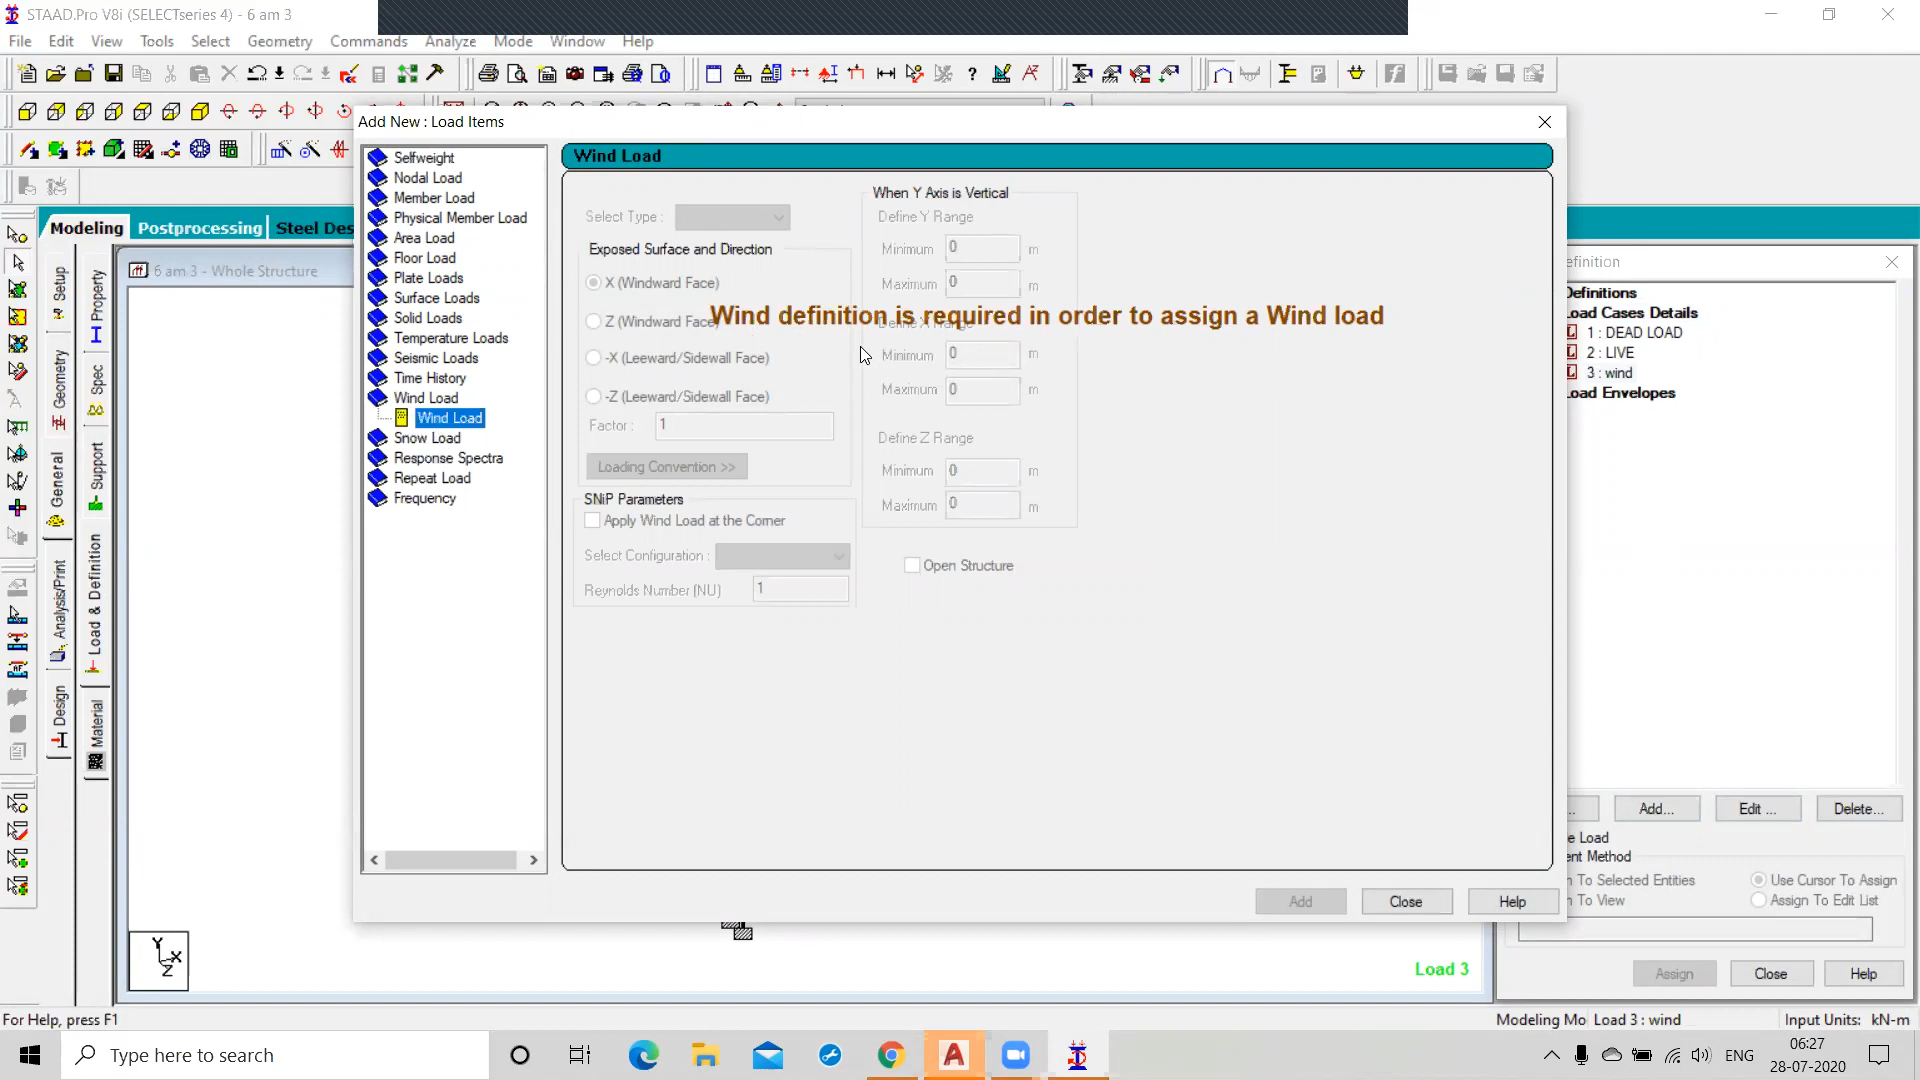 STAAD.Pro V8i (SELECTseries 4) - 6 am 3
File Edit View Tools Select Geometry Commands Analyze Mode Window Help
Add New : Load Items
Selfweight
Nodal Load
Member Load
Physical Member Load
Area Load
Floor Load
Plate Loads
Surface Loads
Solid Loads
Temperature Loads
Seismic Loads
Time History
Wind Load
Wind Load
Snow Load
Response Spectra
Repeat Load
Frequency
Wind Load
Select Type :
Exposed Surface and Direction
X (Windward Face)
Z (Windward Face)
-X (Leeward/Sidewall Face)
-Z (Leeward/Sidewall Face)
Factor : 1
Loading Convention >>
SNiP Parameters
Apply Wind Load at the Corner
Select Configuration :
Reynolds Number (NU) 1
When Y Axis is Vertical
Define Y Range
Minimum 0 m
Maximum 0 m
Wind definition is required in order to assign a Wind load
Define X Range
Minimum 0 m
Maximum 0 m
Define Z Range
Minimum 0 m
Maximum 0 m
Open Structure
Add Close Help
Modeling Postprocessing Steel Des
6 am 3 - Whole Structure
Setup
Geometry
General
Analysis/Print
Design
Property
Spec
Support
Load & Definition
Material
efinition
Definitions
Load Cases Details
1 : DEAD LOAD
2 : LIVE
3 : wind
Load Envelopes
... Add... Edit ... Delete...
e Load
ent Method
n To Selected Entities Use Cursor To Assign
n To View Assign To Edit List
Assign Close Help
Y
X
Z
Load 3
For Help, press F1
Modeling Mo Load 3 : wind Input Units: kN-m
Type here to search
ENG
06:27
28-07-2020